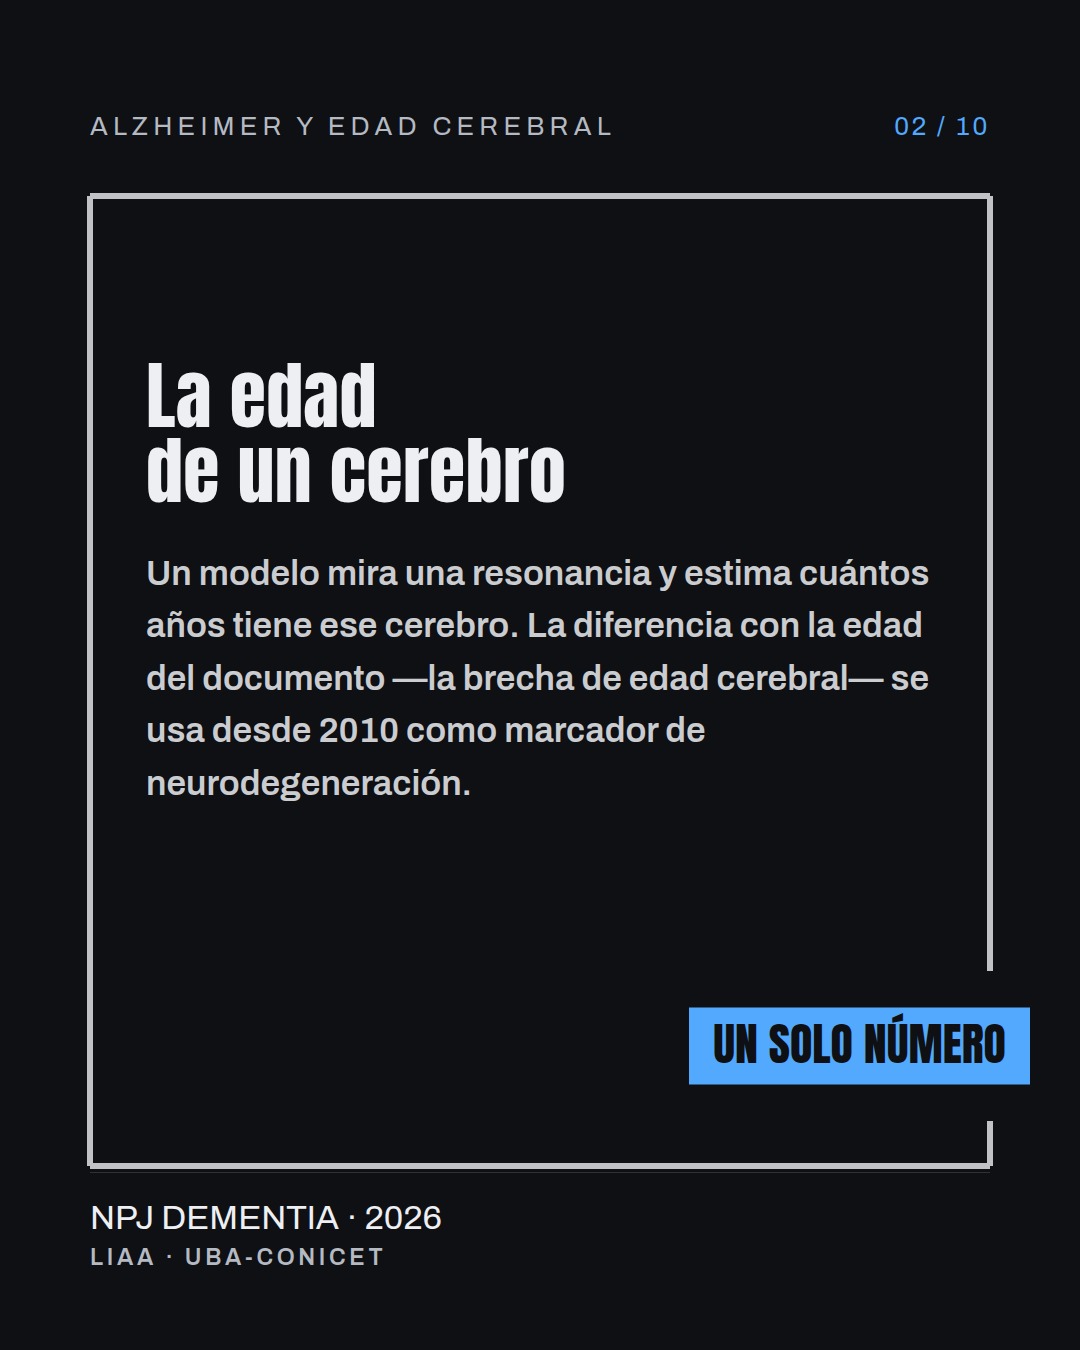 ALZHEIMER Y EDAD CEREBRAL
02 / 10
La edad
de un cerebro
Un modelo mira una resonancia y estima cuántos
años tiene ese cerebro. La diferencia con la edad
del documento —la brecha de edad cerebral— se
usa desde 2010 como marcador de
neurodegeneración.
UN SOLO NÚMERO
NPJ DEMENTIA · 2026
LIAA · UBA-CONICET